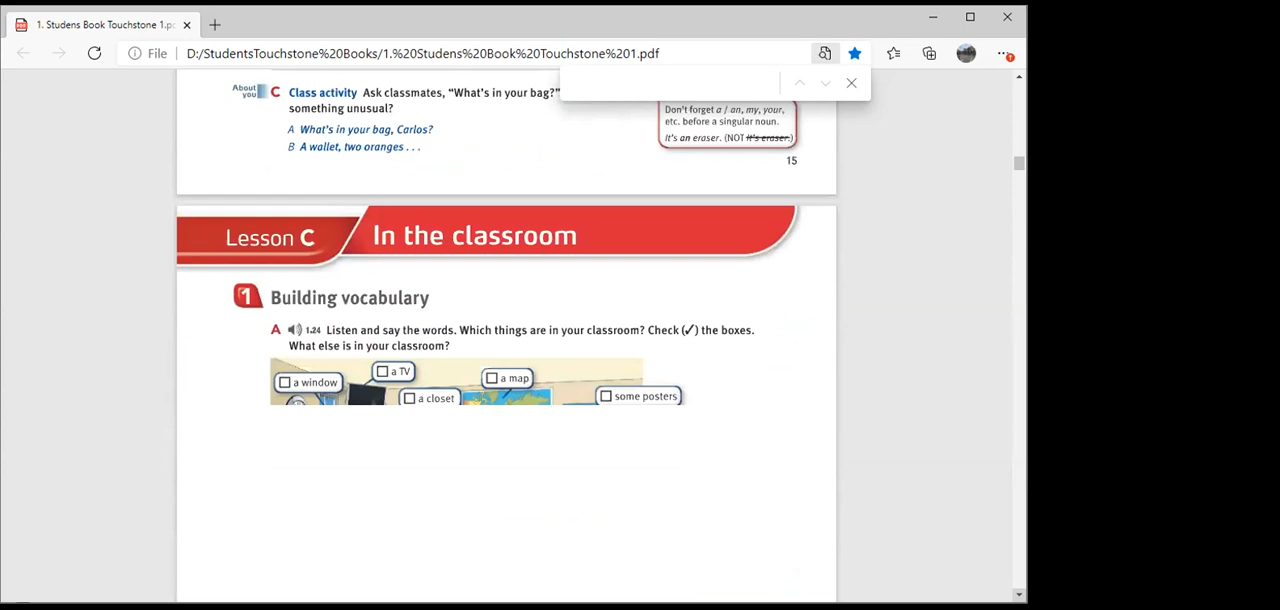 1. Studens Book Touchstone 1.pc
File
D:/StudentsTouchstone%20Books/1.%20Studens%20Book%20Touchstone%201.pdf
About you
C Class activity Ask classmates, “What’s in your bag?”
something unusual?
A What’s in your bag, Carlos?
B A wallet, two oranges . . .
Don’t forget a / an, my, your,
etc. before a singular noun.
It’s an eraser. (NOT It’s eraser.)
15
Lesson C In the classroom
1 Building vocabulary
A 1.24 Listen and say the words. Which things are in your classroom? Check (✓) the boxes.
What else is in your classroom?
a window
a TV
a closet
a map
some posters